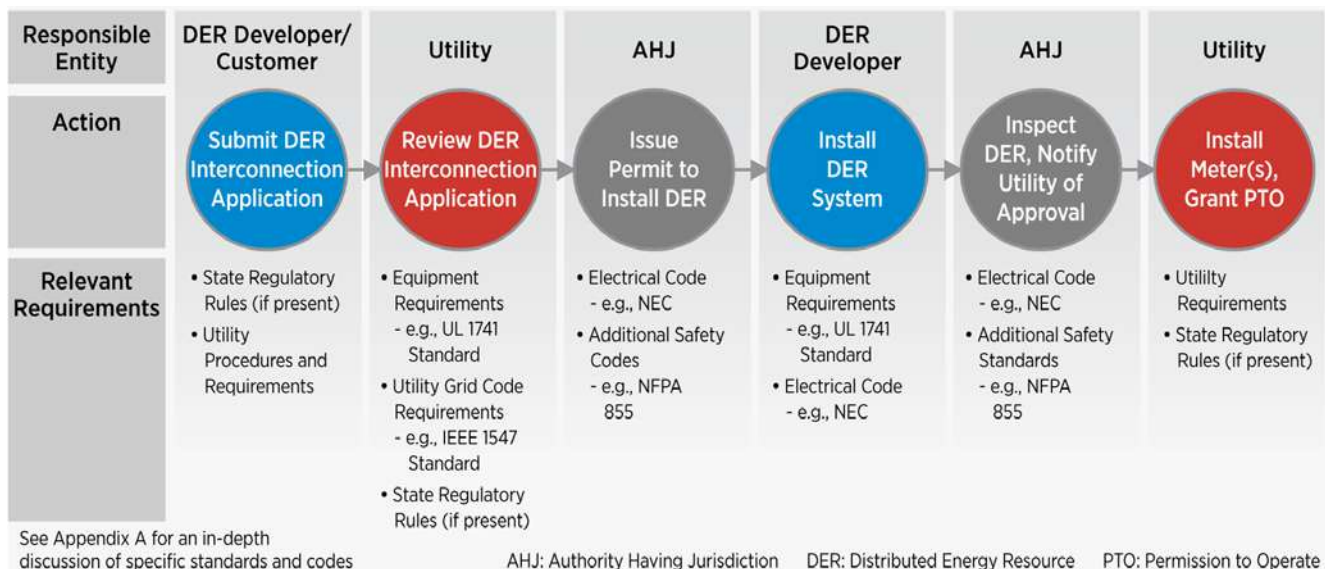 Responsible
Entity
DER Developer/
Customer
Utility
AHJ
DER
Developer
AHJ
Utility
Action
Submit DER
Interconnection
Application
Review DER
Interconnection
Application
Issue
Permit to
Install DER
Install
DER
System
Inspect
DER, Notify
Utility of
Approval
Install
Meter(s),
Grant PTO
Relevant
Requirements
• State Regulatory
Rules (if present)
• Utility
Procedures and
Requirements
• Equipment
Requirements
- e.g., UL 1741
Standard
• Utility Grid Code
Requirements
- e.g., IEEE 1547
Standard
• State Regulatory
Rules (if present)
• Electrical Code
- e.g., NEC
• Additional Safety
Codes
- e.g., NFPA
855
• Equipment
Requirements
- e.g., UL 1741
Standard
• Electrical Code
- e.g., NEC
• Electrical Code
- e.g., NEC
• Additional Safety
Standards
- e.g., NFPA
855
• Utililty
Requirements
• State Regulatory
Rules (if present)
See Appendix A for an in-depth
discussion of specific standards and codes
AHJ: Authority Having Jurisdiction DER: Distributed Energy Resource PTO: Permission to Operate